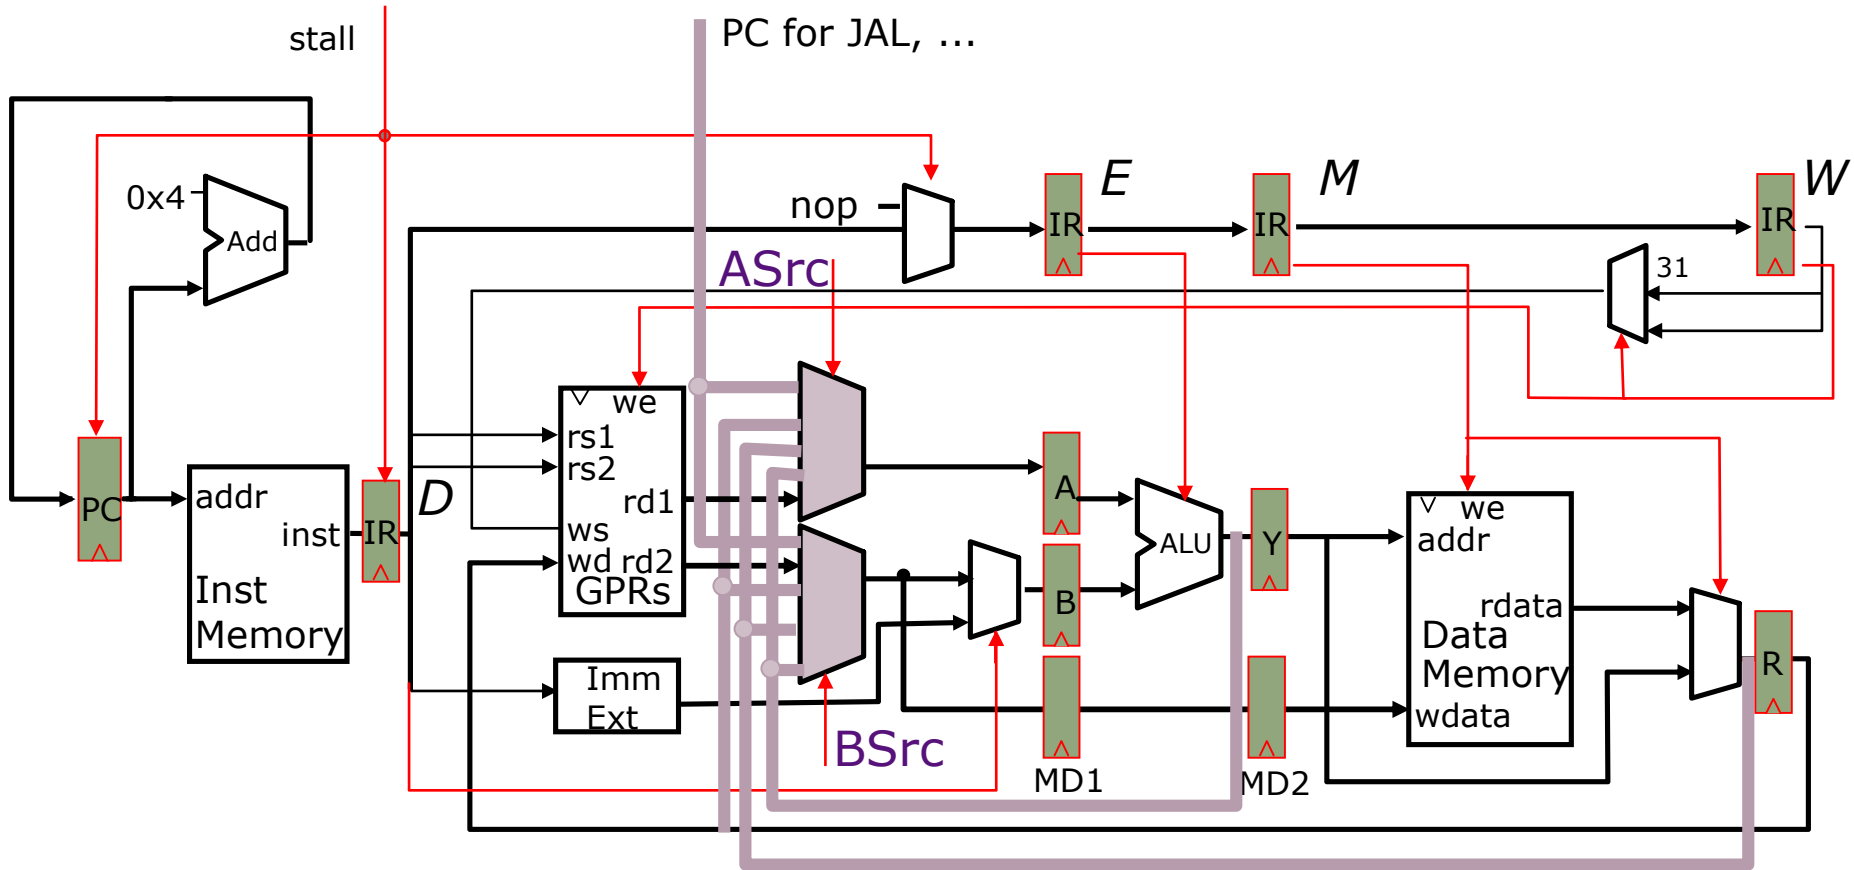 stall
PC for JAL, ...
0x4
Add
nop
E
M
W
IR
IR
IR
ASrc
31
we
rs1
rs2
rd1
ws
wd
rd2
GPRs
PC
addr
inst
Inst
Memory
IR
D
A
B
ALU
Y
we
addr
rdata
Data
Memory
wdata
R
Imm
Ext
BSrc
MD1
MD2